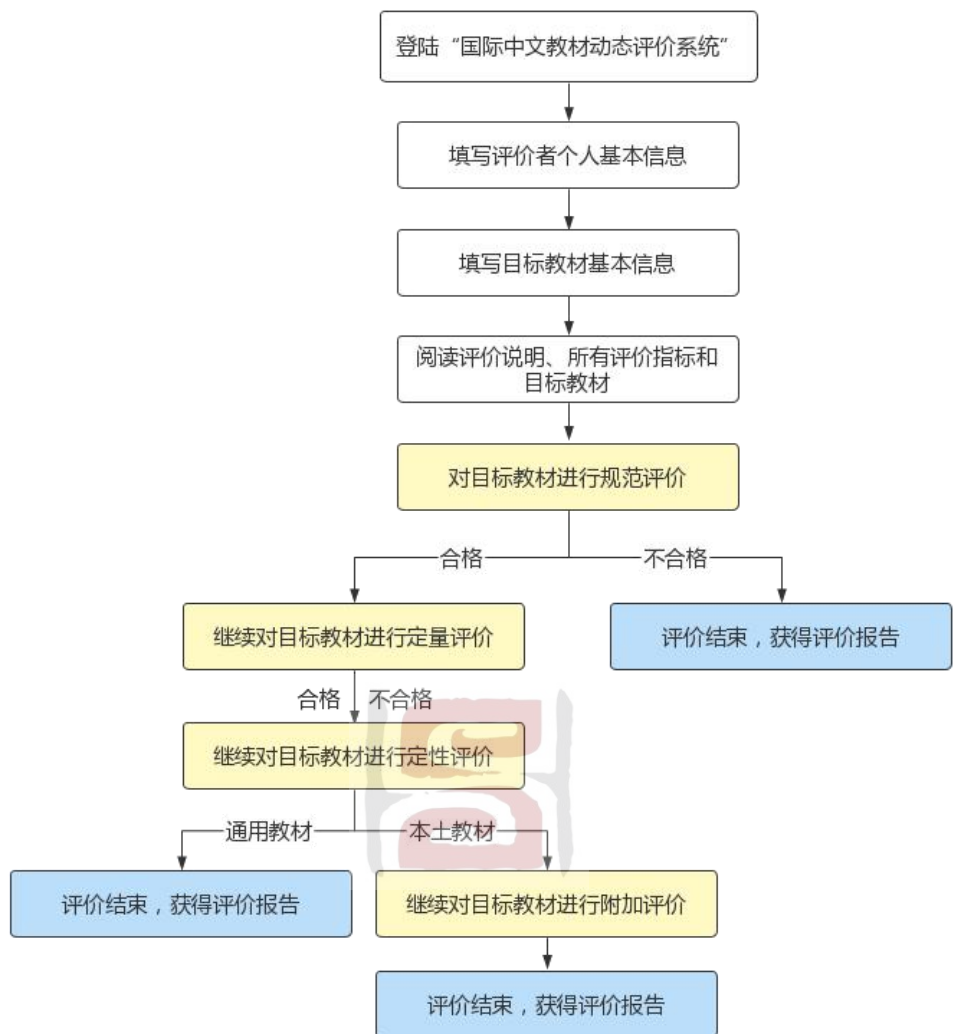 登陆“国际中文教材动态评价系统”
填写评价者个人基本信息
填写目标教材基本信息
阅读评价说明、所有评价指标和
目标教材
对目标教材进行规范评价
合格
不合格
继续对目标教材进行定量评价
评价结束，获得评价报告
合格
不合格
继续对目标教材进行定性评价
通用教材
本土教材
评价结束，获得评价报告
继续对目标教材进行附加评价
评价结束，获得评价报告